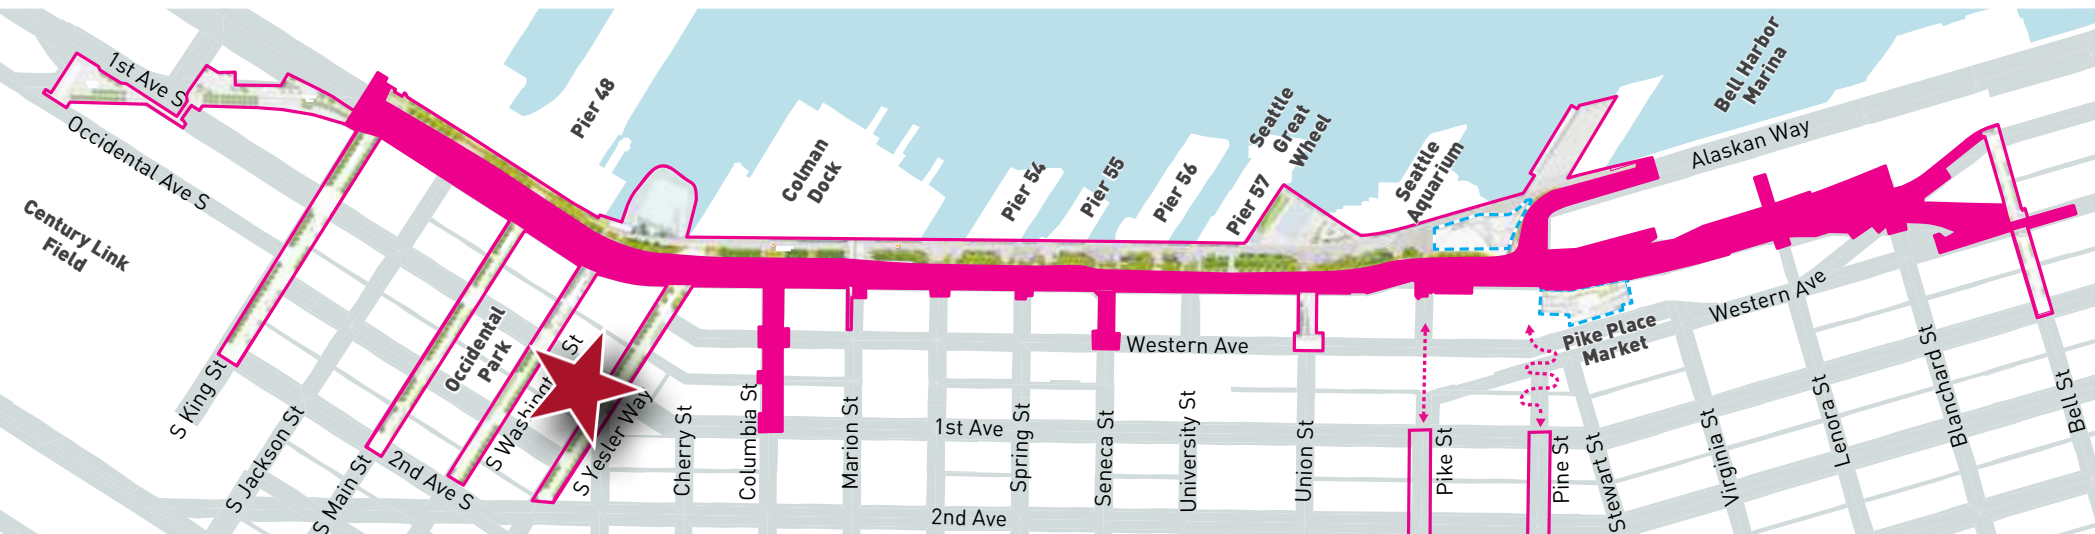 1st Ave S
Occidental Ave S
Century Link
Field
Pier 48
Colman
Dock
Pier 54
Pier 55
Pier 56
Pier 57
Seattle
Great
Wheel
Seattle
Aquarium
Bell Harbor
Marina
Alaskan Way
Occidental
Park
Western Ave
Pike Place
Market
Western Ave
S King St
S Jackson St
S Main St
2nd Ave S
S Washint St
S Yesler Way
Cherry St
Columbia St
Marion St
1st Ave
2nd Ave
Spring St
Seneca St
University St
Union St
Pike St
Pine St
Stewart St
Virginia St
Lenora St
Blanchard St
Bell St